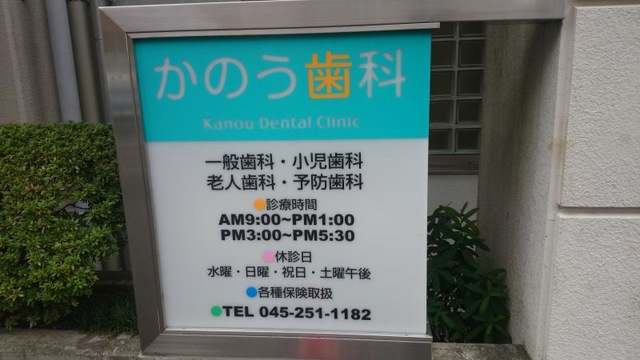 かのう歯科
Kanou Dental Clinic
一般歯科・小児歯科
老人歯科・予防歯科
●診療時間
AM9:00~PM1:00
PM3:00~PM5:30
●休診日
水曜・日曜・祝日・土曜午後
●各種保険取扱
●TEL 045-251-1182